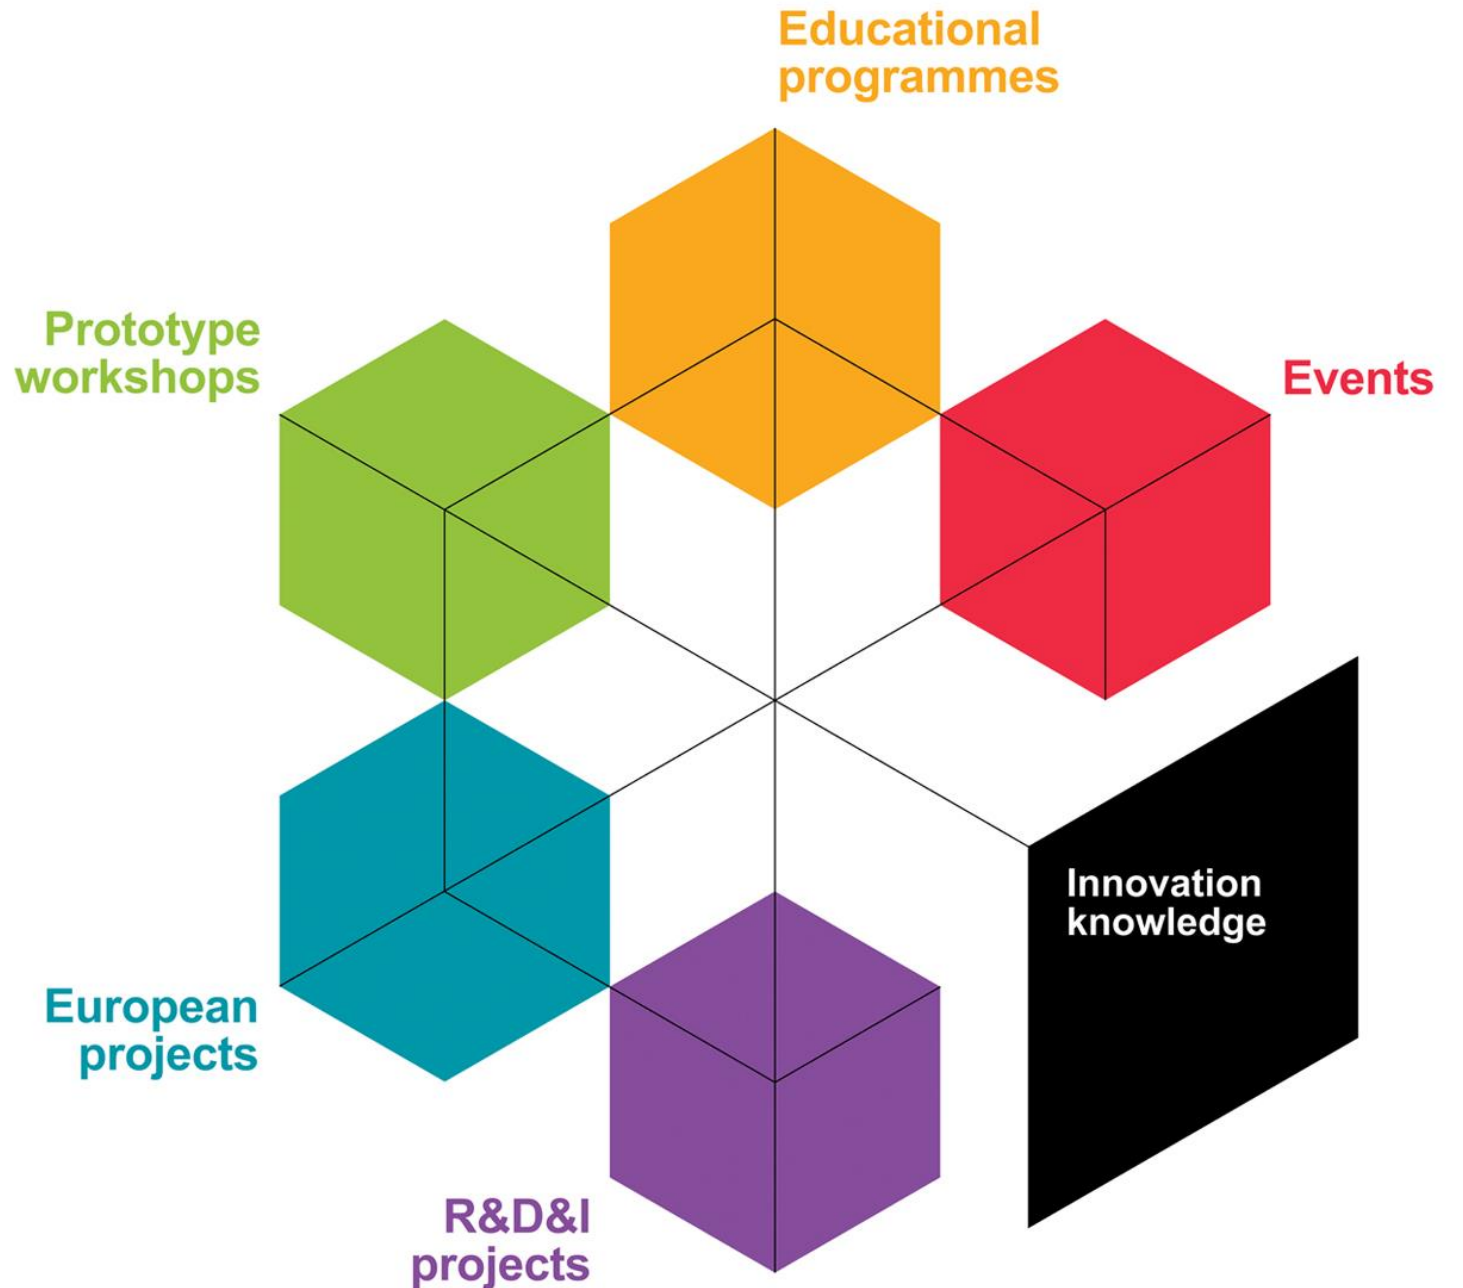 Educational
programmes
Prototype
workshops
Events
Innovation
knowledge
European
projects
R&D&I
projects